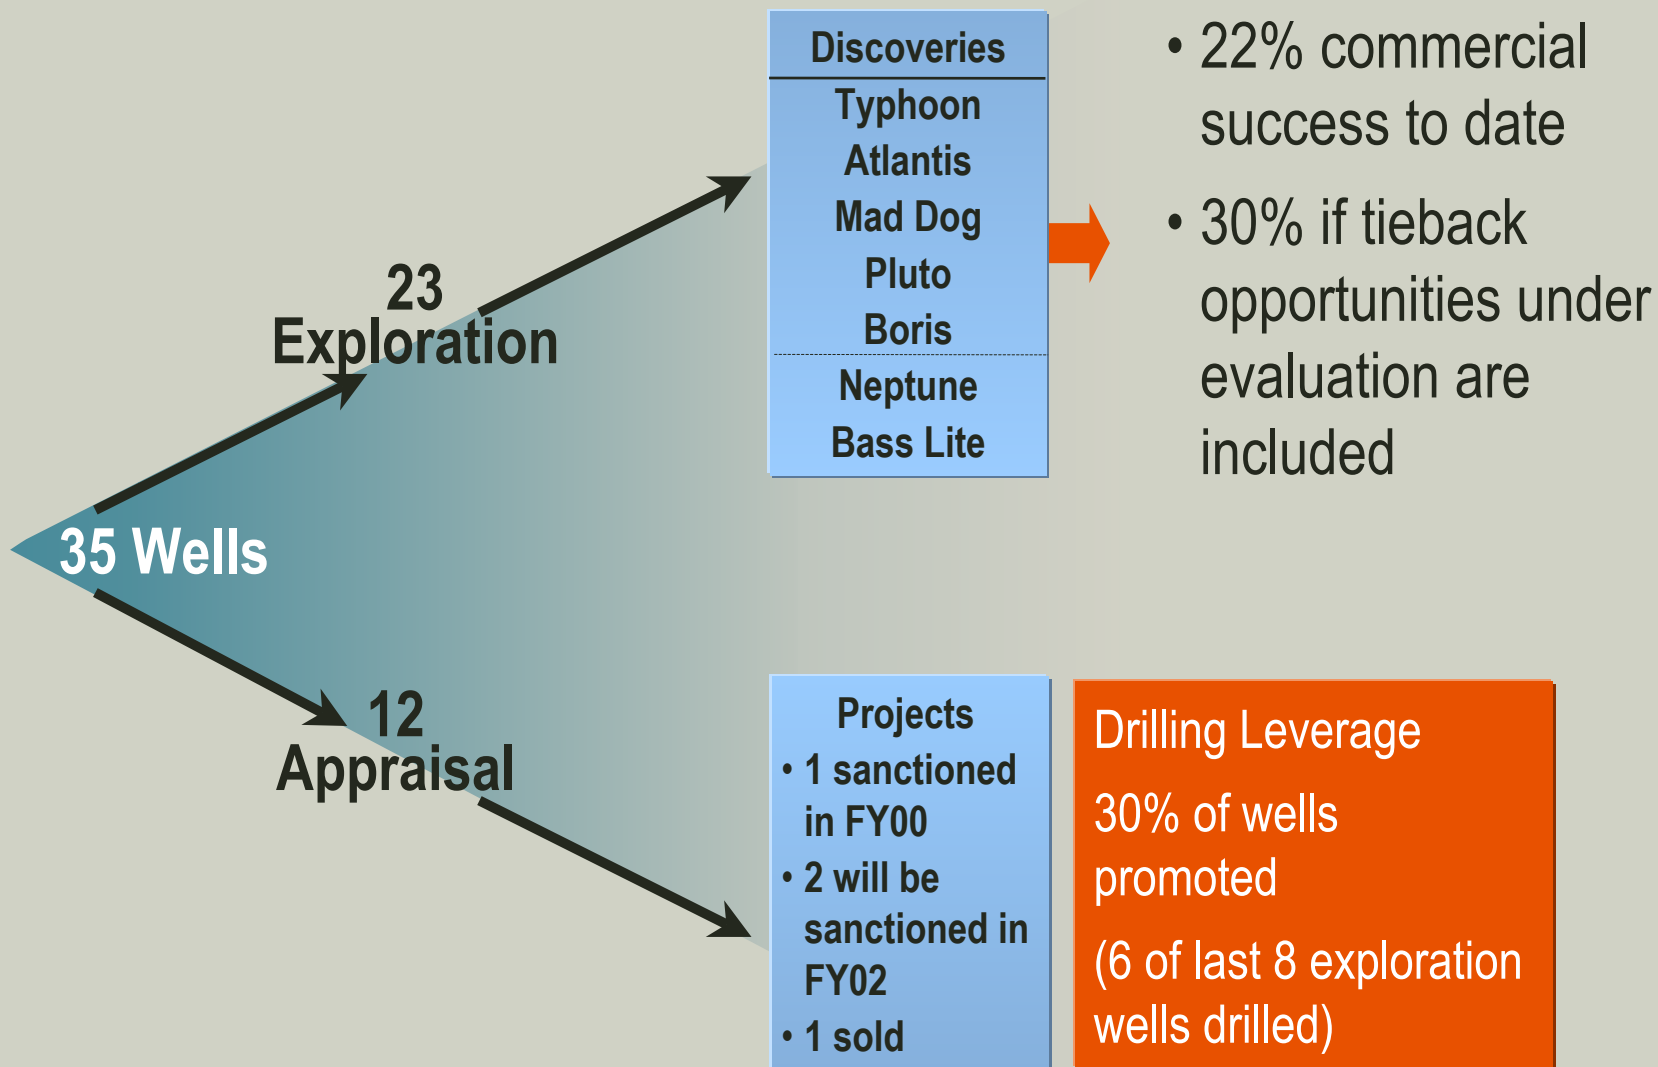 Discoveries
Typhoon
Atlantis
Mad Dog
Pluto
Boris
Neptune
Bass Lite
• 22% commercial
success to date
• 30% if tieback
opportunities under
evaluation are
included
23
Exploration
35 Wells
12
Appraisal
Projects
• 1 sanctioned
in FY00
• 2 will be
sanctioned in
FY02
• 1 sold
Drilling Leverage
30% of wells
promoted
(6 of last 8 exploration
wells drilled)